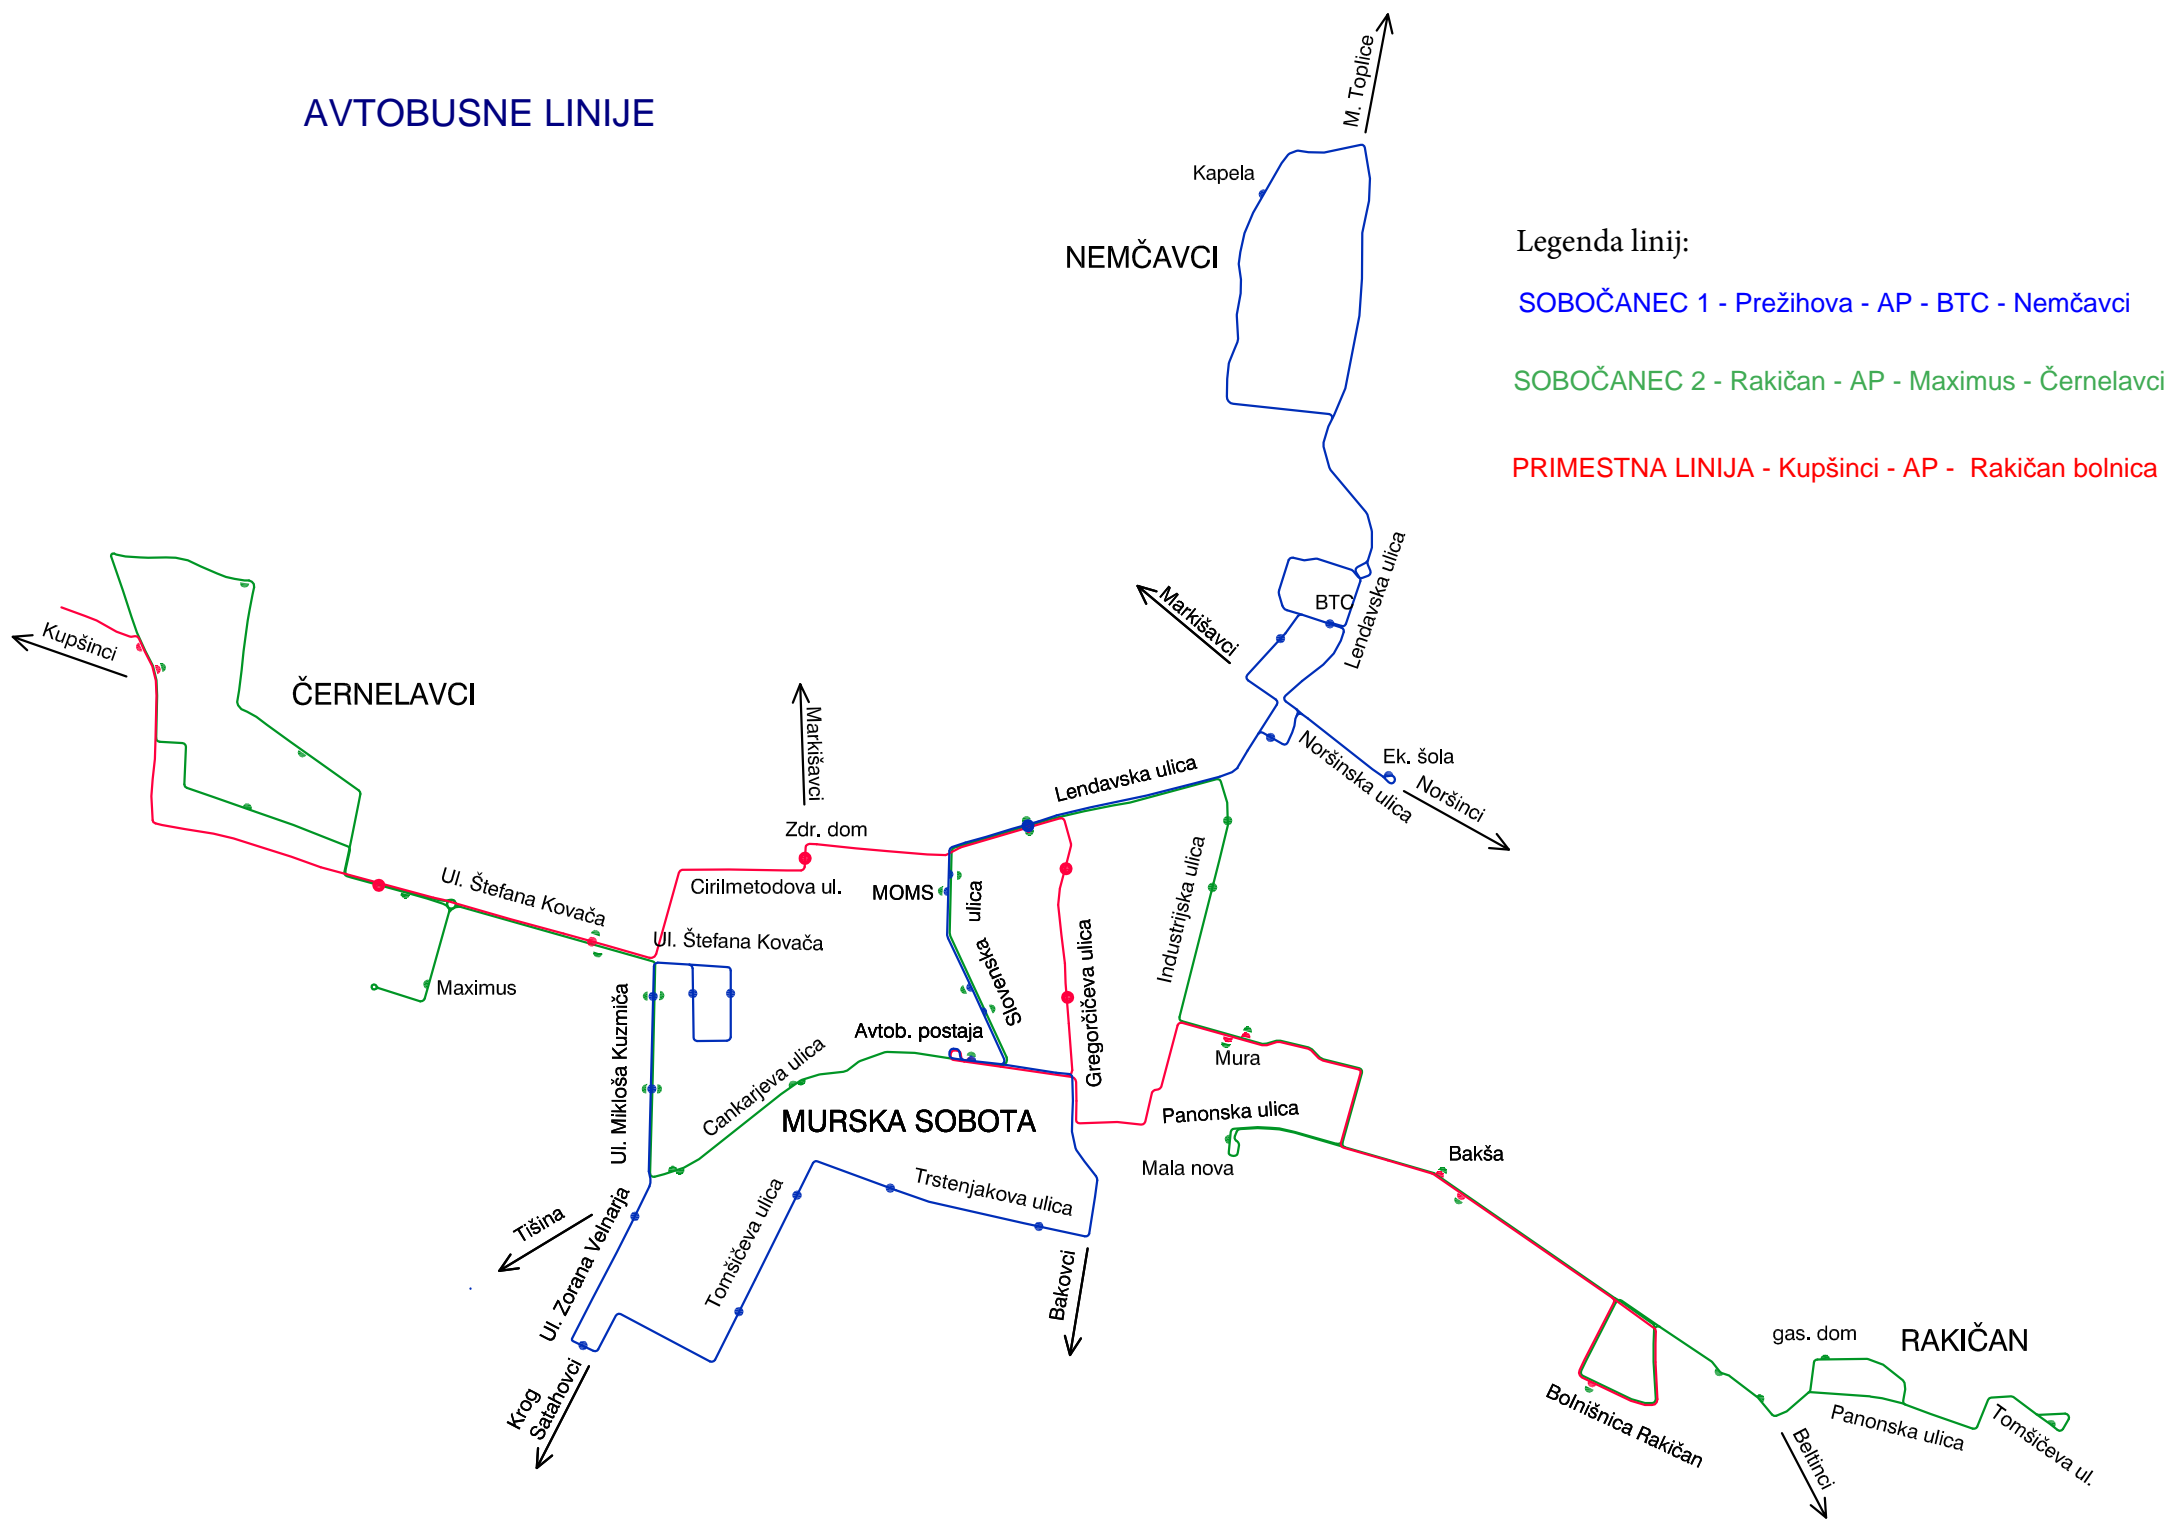 AVTOBUSNE LINIJE
M. Toplice
Kapela
NEMČAVCI
Legenda linij:
SOBOČANEC 1 - Prežihova - AP - BTC - Nemčavci
SOBOČANEC 2 - Rakičan - AP - Maximus - Černelavci
PRIMESTNA LINIJA - Kupšinci - AP - Rakičan bolnica
Lendavska ulica
BTC
Markišavci
Kupšinci
ČERNELAVCI
Markišavci
Noršinska ulica
Ek. šola
Noršinci
Lendavska ulica
Zdr. dom
Cirilmetodova ul.
MOMS
Slovenska ulica
Industrijska ulica
Ul. Štefana Kovača
Ul. Štefana Kovača
Maximus
Ul. Mikloša Kuzmiča
Avtob. postaja
Gregorčičeva ulica
Mura
Cankarjeva ulica
MURSKA SOBOTA
Panonska ulica
Mala nova
Bakša
Trstenjakova ulica
Tomšičeva ulica
Tišina
Ul. Zorana Velnarja
Bakovci
Krog
Satahovci
gas. dom
RAKIČAN
Bolnišnica Rakičan
Panonska ulica
Tomšičeva ul.
Beltinci